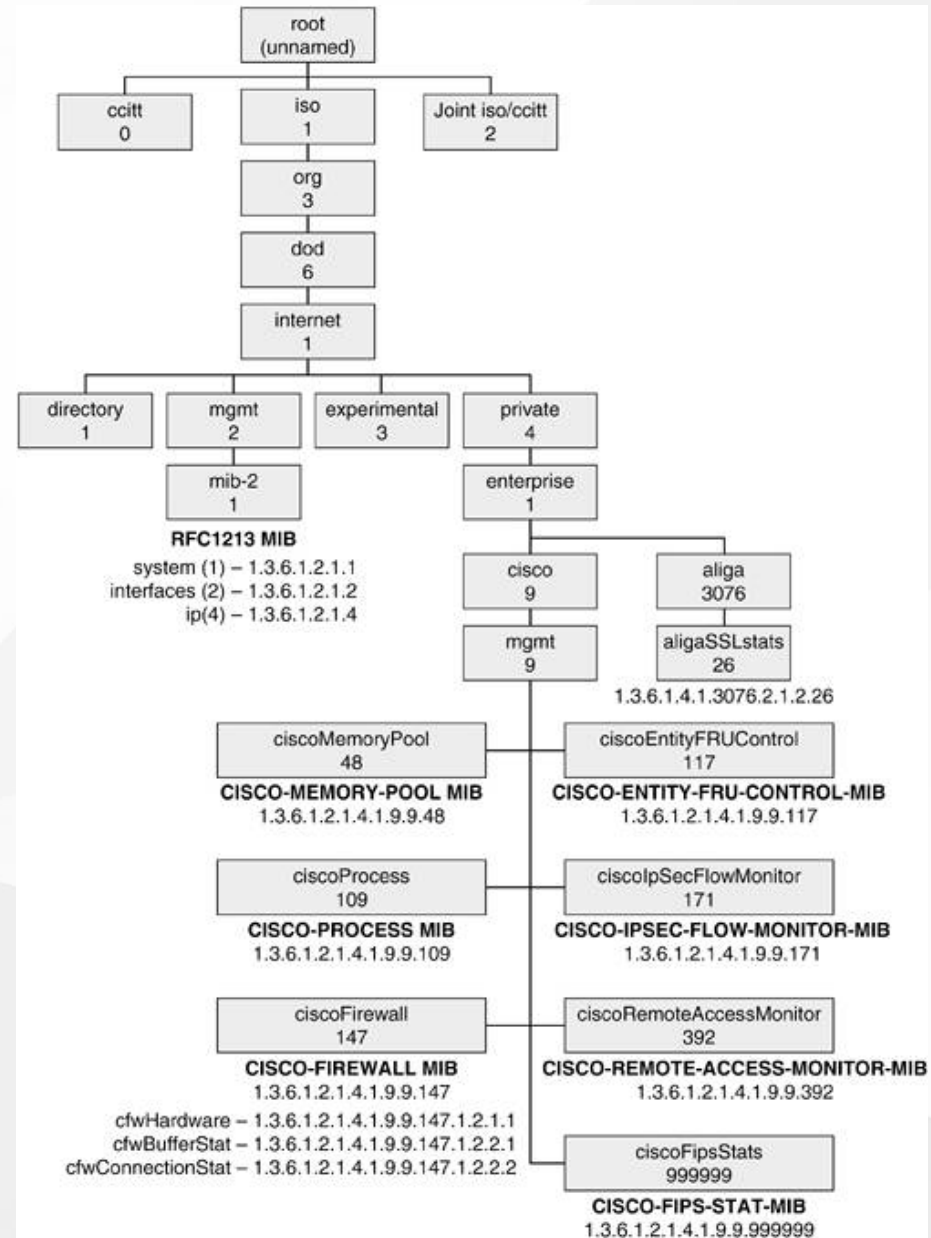 root
(unnamed)
ccitt
0
iso
1
Joint iso/ccitt
2
org
3
dod
6
internet
1
directory
1
mgmt
2
experimental
3
private
4
mib-2
1
enterprise
1
RFC1213 MIB
system (1) – 1.3.6.1.2.1.1
interfaces (2) – 1.3.6.1.2.1.2
ip(4) – 1.3.6.1.2.1.4
cisco
9
aliga
3076
mgmt
9
aligaSSLstats
26
1.3.6.1.4.1.3076.2.1.2.26
ciscoMemoryPool
48
CISCO-MEMORY-POOL MIB
1.3.6.1.2.1.4.1.9.9.48
ciscoEntityFRUControl
117
CISCO-ENTITY-FRU-CONTROL-MIB
1.3.6.1.2.1.4.1.9.9.117
ciscoProcess
109
CISCO-PROCESS MIB
1.3.6.1.2.1.4.1.9.9.109
ciscoIpSecFlowMonitor
171
CISCO-IPSEC-FLOW-MONITOR-MIB
1.3.6.1.2.1.4.1.9.9.171
ciscoFirewall
147
CISCO-FIREWALL MIB
1.3.6.1.2.1.4.1.9.9.147
cfwHardware – 1.3.6.1.2.1.4.1.9.9.147.1.2.1.1
cfwBufferStat – 1.3.6.1.2.1.4.1.9.9.147.1.2.2.1
cfwConnectionStat – 1.3.6.1.2.1.4.1.9.9.147.1.2.2.2
ciscoRemoteAccessMonitor
392
CISCO-REMOTE-ACCESS-MONITOR-MIB
1.3.6.1.2.1.4.1.9.9.392
ciscoFipsStats
999999
CISCO-FIPS-STAT-MIB
1.3.6.1.2.1.4.1.9.9.999999